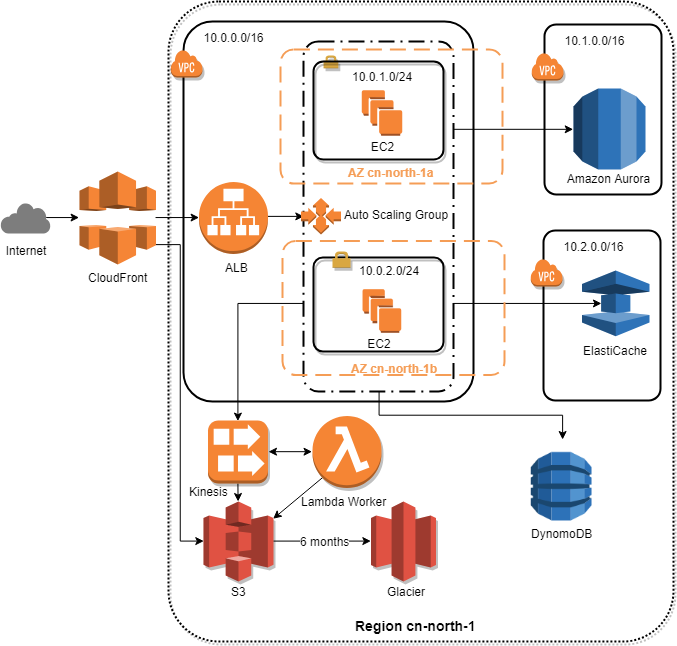 10.0.0.0/16
VPC
10.0.1.0/24
EC2
AZ cn-north-1a
10.1.0.0/16
VPC
Amazon Aurora
Internet
CloudFront
ALB
Auto Scaling Group
10.0.2.0/24
EC2
AZ cn-north-1b
10.2.0.0/16
VPC
ElastiCache
Kinesis
Lambda Worker
DynomoDB
6 months
S3
Glacier
Region cn-north-1